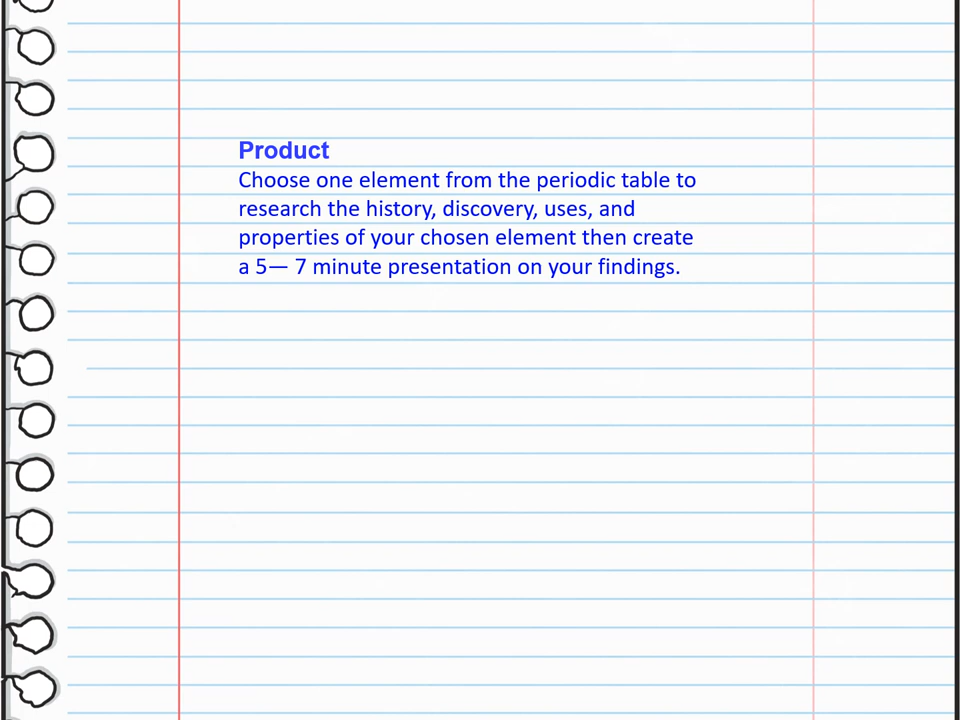 Product
Choose one element from the periodic table to
research the history, discovery, uses, and
properties of your chosen element then create
a 5— 7 minute presentation on your findings.